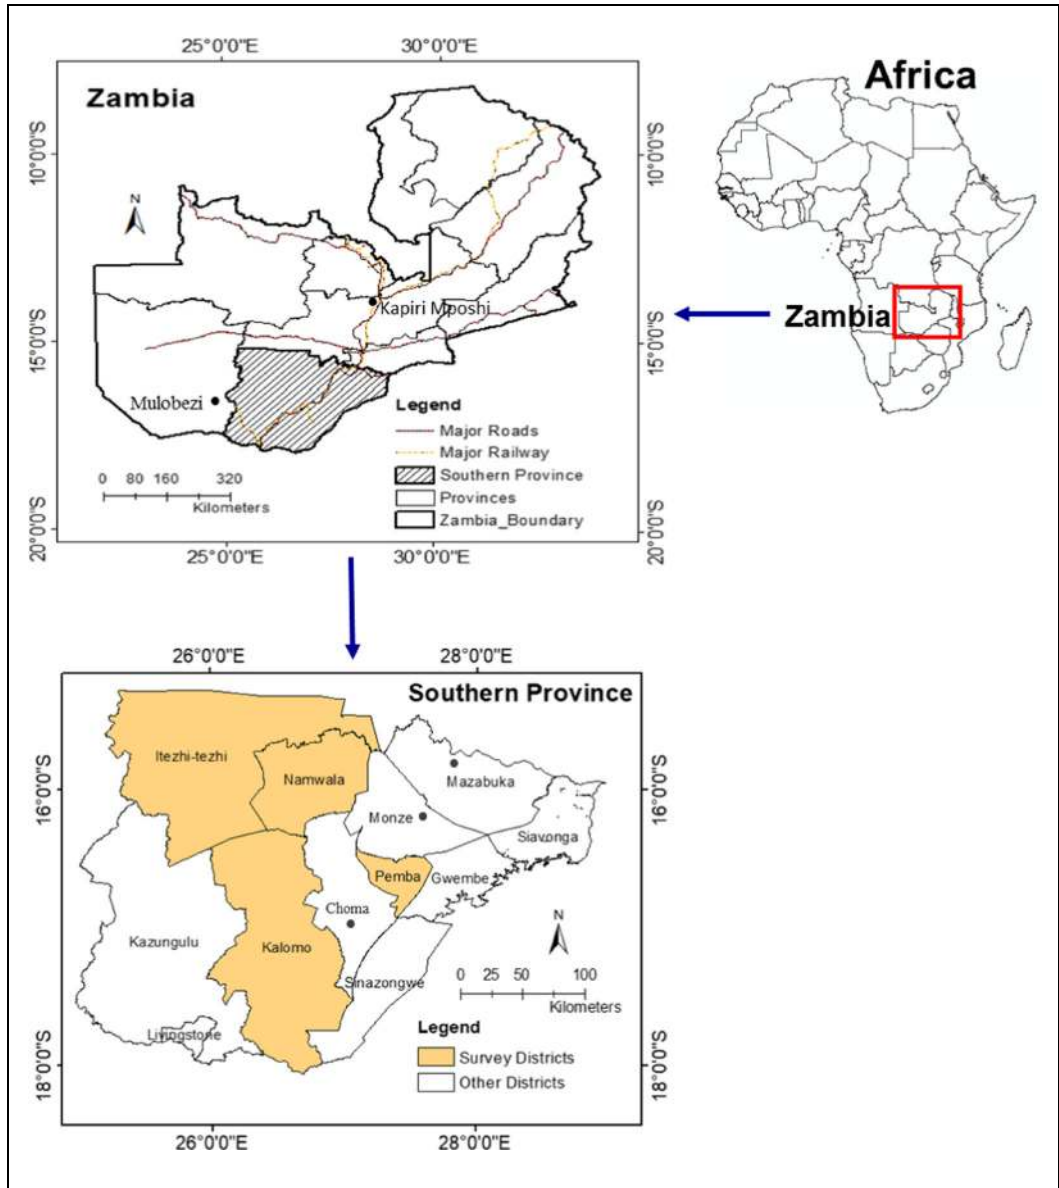 25°0'0"E 30°0'0"E
Zambia
Africa
10°0'0"S
10°0'0"S
N
Kapiri Mposhi
Zambia
15°0'0"S
15°0'0"S
Mulobezi
Legend
Major Roads
Major Railway
Southern Province
Provinces
Zambia_Boundary
0 80 160 320
Kilometers
20°0'0"S
20°0'0"S
25°0'0"E 30°0'0"E
26°0'0"E 28°0'0"E
Southern Province
Itezhi-tezhi
Namwala
Mazabuka
16°0'0"S
16°0'0"S
Monze
Siavonga
Pemba
Gwembe
Choma
N
Kazungulu
Kalomo
Sinazongwe
0 25 50 100
Kilometers
Livingstone
Legend
Survey Districts
Other Districts
18°0'0"S
18°0'0"S
26°0'0"E 28°0'0"E